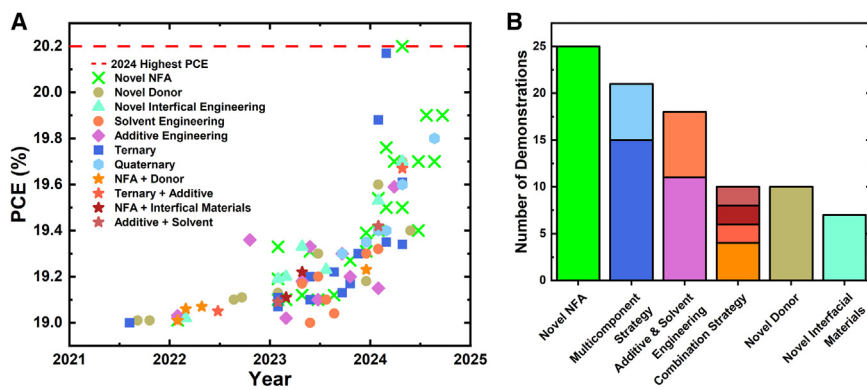 A
20.2
20.0
19.8
19.6
19.4
19.2
19.0
PCE (%)
2024 Highest PCE
Novel NFA
Novel Donor
Novel Interfical Engineering
Solvent Engineering
Additive Engineering
Ternary
Quaternary
NFA + Donor
Ternary + Additive
NFA + Interfical Materials
Additive + Solvent
2021 2022 2023 2024 2025
Year
B
25
20
15
10
5
0
Number of Demonstrations
Novel NFA
Multicomponent
Strategy
Additive & Solvent
Engineering
Combination Strategy
Novel Donor
Novel Interfacial
Materials